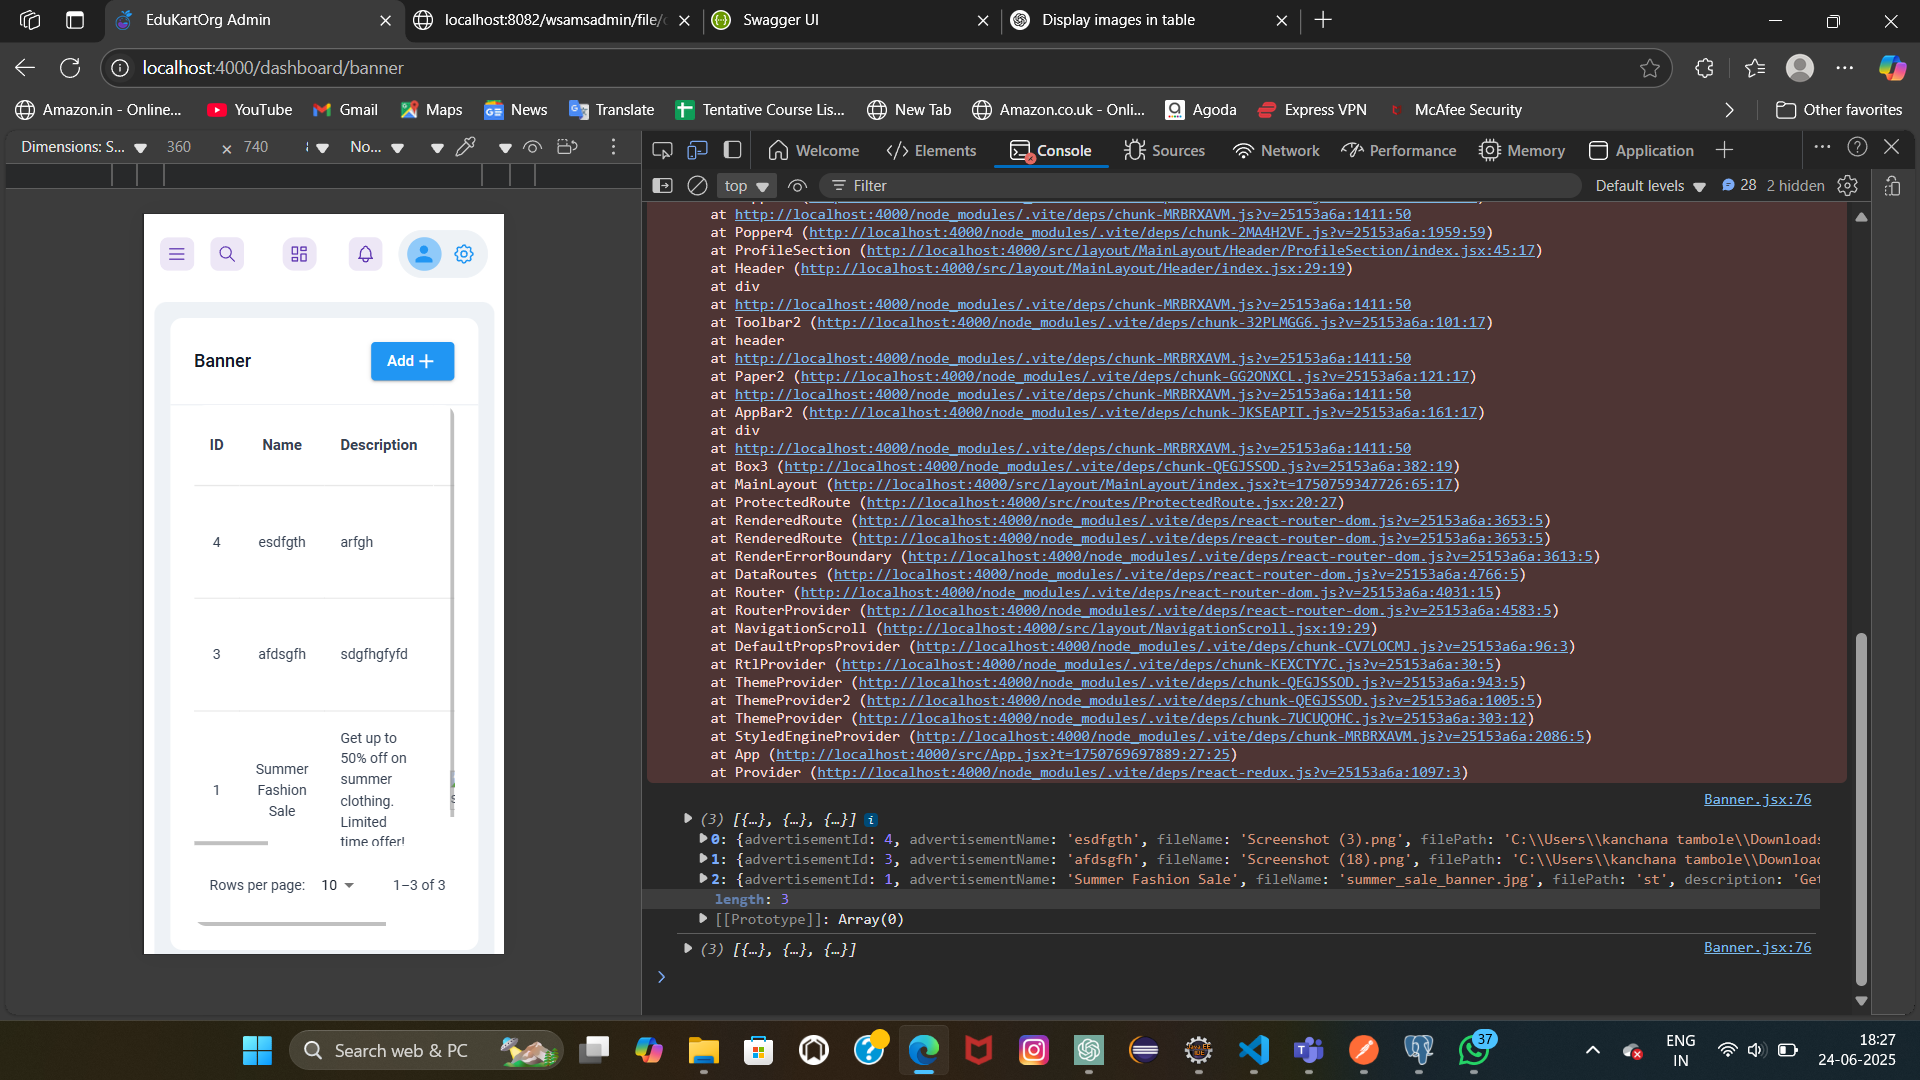 EduKartOrg Admin
localhost:8082/wsamsadmin/file/
Swagger UI
Display images in table
localhost:4000/dashboard/banner
Amazon.in - Online...
YouTube
Gmail
Maps
News
Translate
Tentative Course Lis...
New Tab
Amazon.co.uk - Onli...
Agoda
Express VPN
McAfee Security
Other favorites
Dimensions: S...
360
×
740
No...
Welcome
Elements
Console
Sources
Network
Performance
Memory
Application
top
Filter
Default levels
28
2 hidden
Banner
Add
ID Name Description
4 esdfgth arfgh
3 afdsgfh sdgfhgfyfd
1
Summer
Fashion
Sale
Get up to
50% off on
summer
clothing.
Limited
time offer!
Rows per page: 10 1–3 of 3
at http://localhost:4000/node_modules/.vite/deps/chunk-MRBRXAVM.js?v=25153a6a:1411:50
at Popper4 (http://localhost:4000/node_modules/.vite/deps/chunk-2MA4H2VF.js?v=25153a6a:1959:59)
at ProfileSection (http://localhost:4000/src/layout/MainLayout/Header/ProfileSection/index.jsx:45:17)
at Header (http://localhost:4000/src/layout/MainLayout/Header/index.jsx:29:19)
at div
at http://localhost:4000/node_modules/.vite/deps/chunk-MRBRXAVM.js?v=25153a6a:1411:50
at Toolbar2 (http://localhost:4000/node_modules/.vite/deps/chunk-32PLMGG6.js?v=25153a6a:101:17)
at header
at http://localhost:4000/node_modules/.vite/deps/chunk-MRBRXAVM.js?v=25153a6a:1411:50
at Paper2 (http://localhost:4000/node_modules/.vite/deps/chunk-GG2ONXCL.js?v=25153a6a:121:17)
at http://localhost:4000/node_modules/.vite/deps/chunk-MRBRXAVM.js?v=25153a6a:1411:50
at AppBar2 (http://localhost:4000/node_modules/.vite/deps/chunk-JKSEAPIT.js?v=25153a6a:161:17)
at div
at http://localhost:4000/node_modules/.vite/deps/chunk-MRBRXAVM.js?v=25153a6a:1411:50
at Box3 (http://localhost:4000/node_modules/.vite/deps/chunk-QEGJSSOD.js?v=25153a6a:382:19)
at MainLayout (http://localhost:4000/src/layout/MainLayout/index.jsx?t=1750759347726:65:17)
at ProtectedRoute (http://localhost:4000/src/routes/ProtectedRoute.jsx:20:27)
at RenderedRoute (http://localhost:4000/node_modules/.vite/deps/react-router-dom.js?v=25153a6a:3653:5)
at RenderedRoute (http://localhost:4000/node_modules/.vite/deps/react-router-dom.js?v=25153a6a:3653:5)
at RenderErrorBoundary (http://localhost:4000/node_modules/.vite/deps/react-router-dom.js?v=25153a6a:3613:5)
at DataRoutes (http://localhost:4000/node_modules/.vite/deps/react-router-dom.js?v=25153a6a:4766:5)
at Router (http://localhost:4000/node_modules/.vite/deps/react-router-dom.js?v=25153a6a:4031:15)
at RouterProvider (http://localhost:4000/node_modules/.vite/deps/react-router-dom.js?v=25153a6a:4583:5)
at NavigationScroll (http://localhost:4000/src/layout/NavigationScroll.jsx:19:29)
at DefaultPropsProvider (http://localhost:4000/node_modules/.vite/deps/chunk-CV7LOCMJ.js?v=25153a6a:96:3)
at RtlProvider (http://localhost:4000/node_modules/.vite/deps/chunk-KEXCTY7C.js?v=25153a6a:30:5)
at ThemeProvider (http://localhost:4000/node_modules/.vite/deps/chunk-QEGJSSOD.js?v=25153a6a:943:5)
at ThemeProvider2 (http://localhost:4000/node_modules/.vite/deps/chunk-QEGJSSOD.js?v=25153a6a:1005:5)
at ThemeProvider (http://localhost:4000/node_modules/.vite/deps/chunk-7UCUQOHC.js?v=25153a6a:303:12)
at StyledEngineProvider (http://localhost:4000/node_modules/.vite/deps/chunk-MRBRXAVM.js?v=25153a6a:2086:5)
at App (http://localhost:4000/src/App.jsx?t=1750769697889:27:25)
at Provider (http://localhost:4000/node_modules/.vite/deps/react-redux.js?v=25153a6a:1097:3)
Banner.jsx:76
(3) [{…}, {…}, {…}] i
0: {advertisementId: 4, advertisementName: 'esdfgth', fileName: 'Screenshot (3).png', filePath: 'C:\\Users\\kanchana tambole\\Downloads
1: {advertisementId: 3, advertisementName: 'afdsgfh', fileName: 'Screenshot (18).png', filePath: 'C:\\Users\\kanchana tambole\\Downloa
2: {advertisementId: 1, advertisementName: 'Summer Fashion Sale', fileName: 'summer_sale_banner.jpg', filePath: 'st', description: 'Get
length: 3
[[Prototype]]: Array(0)
(3) [{…}, {…}, {…}]
Banner.jsx:76
Search web & PC
37
ENG
IN
18:27
24-06-2025